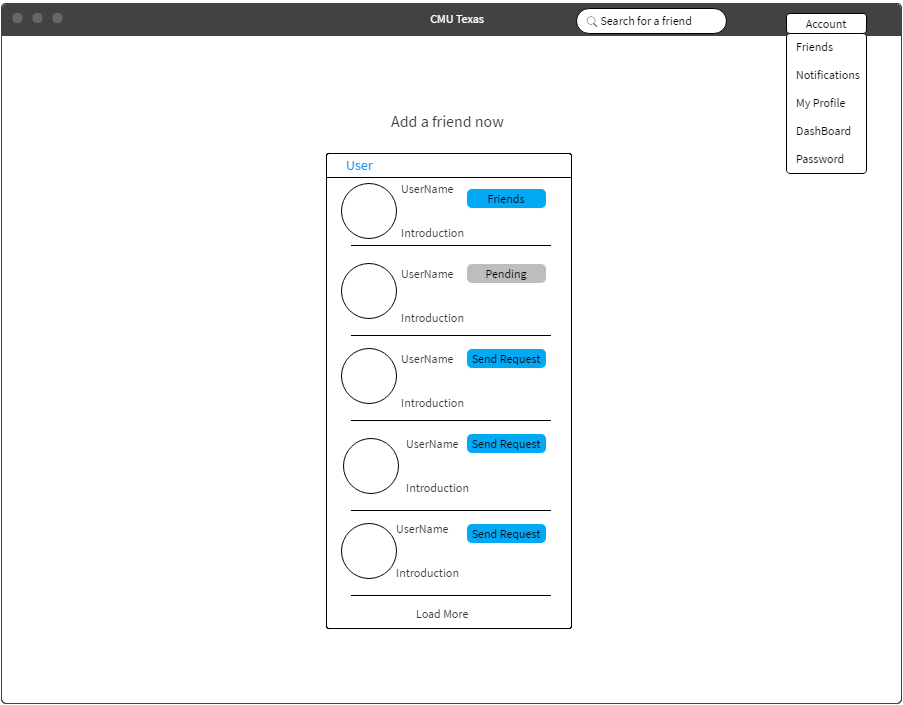 CMU Texas
Search for a friend
Account
Friends
Notifications
My Profile
DashBoard
Password
Add a friend now
User
UserName
Friends
Introduction
UserName
Pending
Introduction
UserName
Send Request
Introduction
UserName
Send Request
Introduction
UserName
Send Request
Introduction
Load More